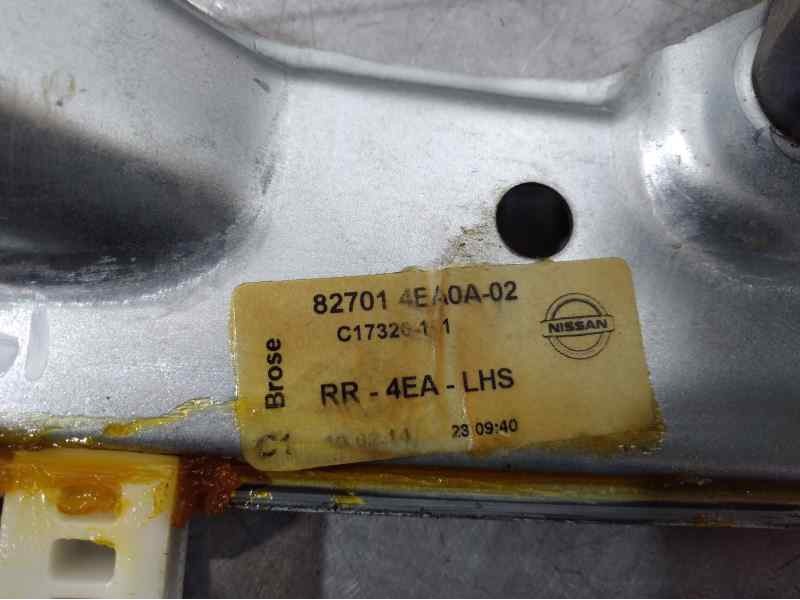 82701 4EA0A-02
NISSAN
Brose
RR - 4EA - LHS
C1
23 09:40